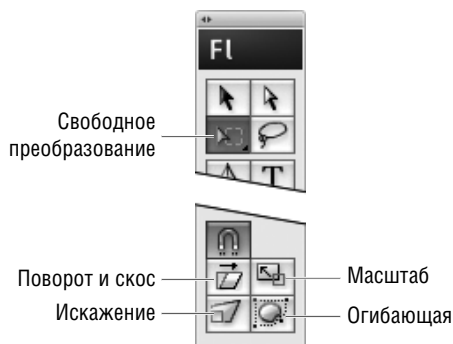 Fl
Свободное
преобразование
T
Поворот и скос
Масштаб
Искажение
Огибающая